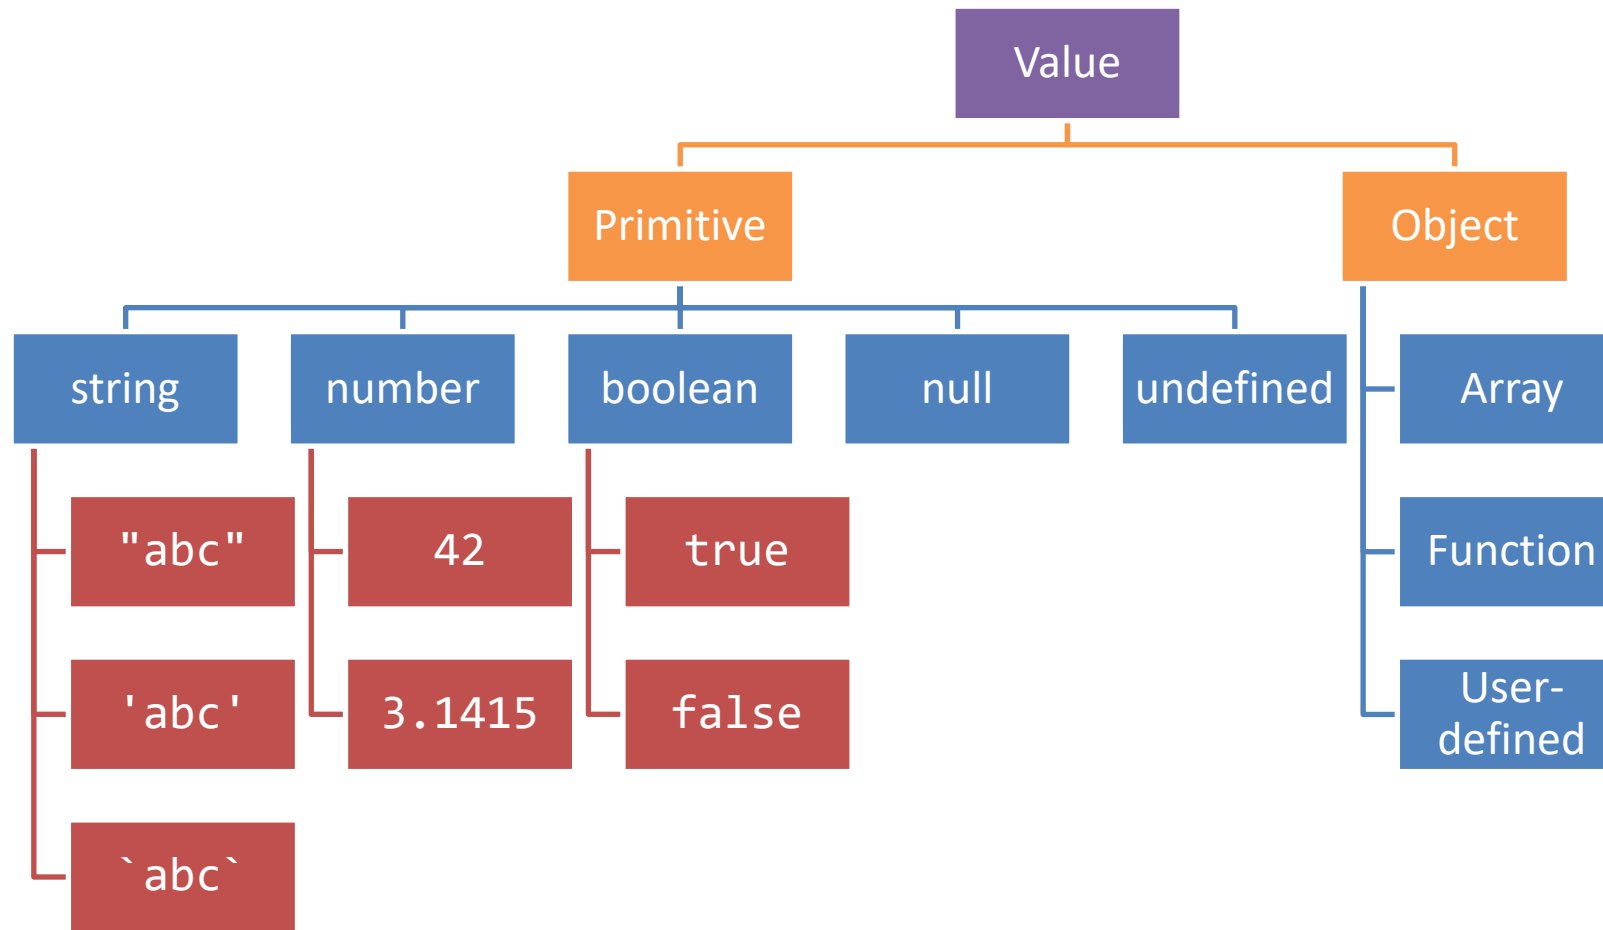 Value
Primitive
Object
string
number
boolean
null
undefined
Array
"abc"
42
true
Function
'abc'
3.1415
false
User-
defined
`abc`